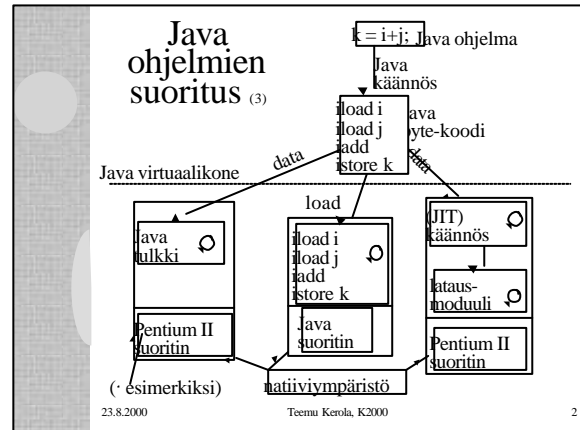 Java
ohjelmien
suoritus (3)
k = i+j; Java ohjelma
Java
käännös
iload i
iload j
iadd
istore k
ava
yte-koodi
data
data
Java virtuaalikone
load
Java
tulkki
iload i
iload j
iadd
istore k
(JIT)
käännös
lataus-
moduuli
Pentium II
suoritin
Java
suoritin
Pentium II
suoritin
(· esimerkiksi)
natiiviympäristö
23.8.2000
Teemu Kerola, K2000
2